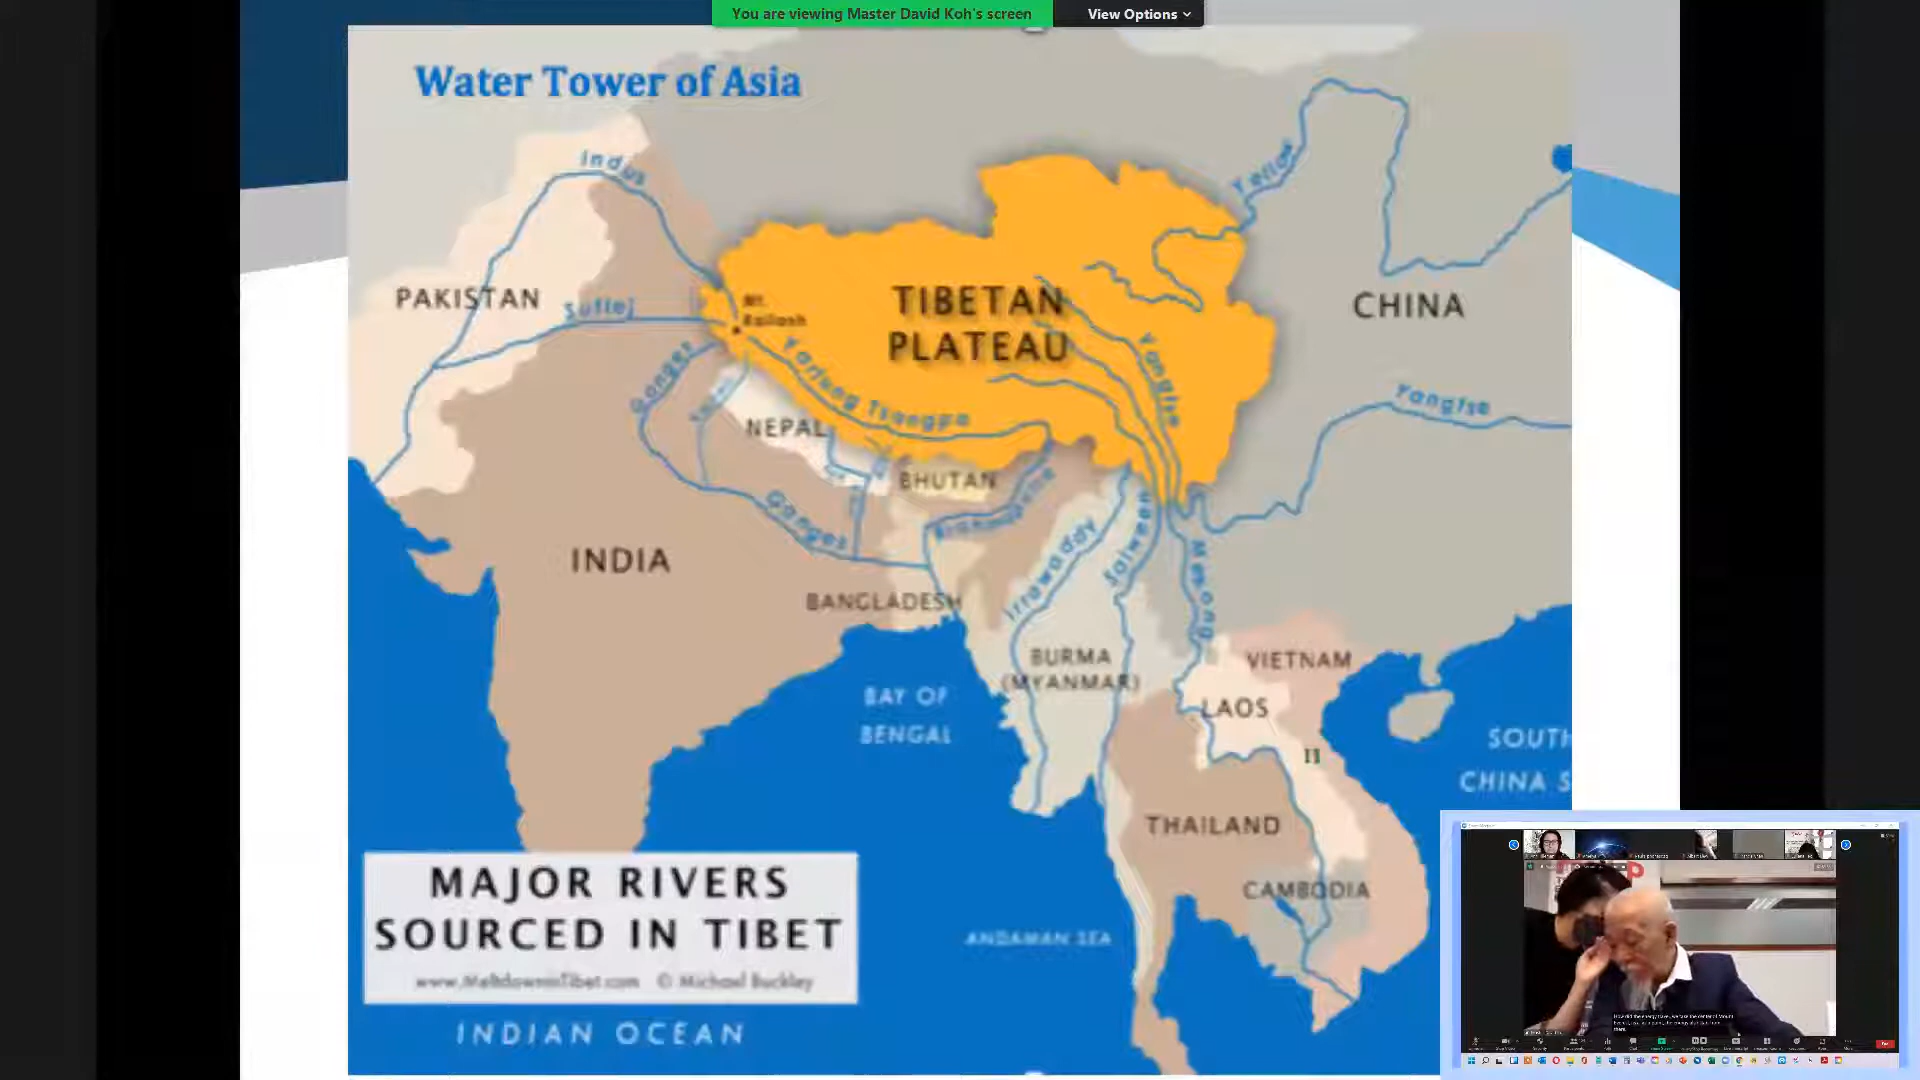 You are viewing Master David Koh's screen
View Options
Water Tower of Asia
Indus
Yellow
PAKISTAN
Sutlej
Mt.
Kailash
TIBETAN
PLATEAU
CHINA
Yangtse
Yarlung Tsangpo
Ganges
Yangtse
NEPAL
BHUTAN
Brahmaputra
Ganges
INDIA
Irrawaddy
Salween
Mekong
BANGLADESH
BURMA
(MYANMAR)
VIETNAM
LAOS
BAY OF
BENGAL
SOUTH
CHINA S
11
THAILAND
CAMBODIA
MAJOR RIVERS
SOURCED IN TIBET
www.MeltdowninTibet.com © Michael Buckley
ANDAMAN SEA
INDIAN OCEAN